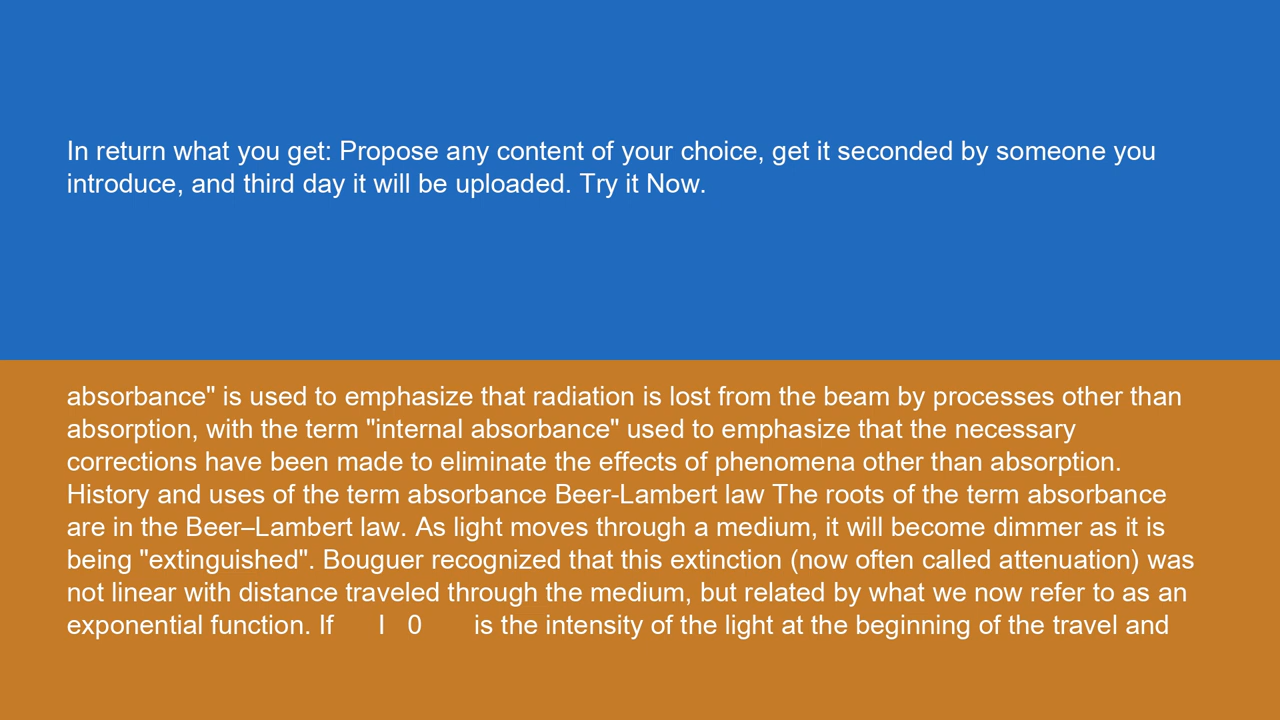 In return what you get: Propose any content of your choice, get it seconded by someone you
introduce, and third day it will be uploaded. Try it Now.
absorbance" is used to emphasize that radiation is lost from the beam by processes other than
absorption, with the term "internal absorbance" used to emphasize that the necessary
corrections have been made to eliminate the effects of phenomena other than absorption.
History and uses of the term absorbance Beer-Lambert law The roots of the term absorbance
are in the Beer–Lambert law. As light moves through a medium, it will become dimmer as it is
being "extinguished". Bouguer recognized that this extinction (now often called attenuation) was
not linear with distance traveled through the medium, but related by what we now refer to as an
exponential function. If I 0 is the intensity of the light at the beginning of the travel and